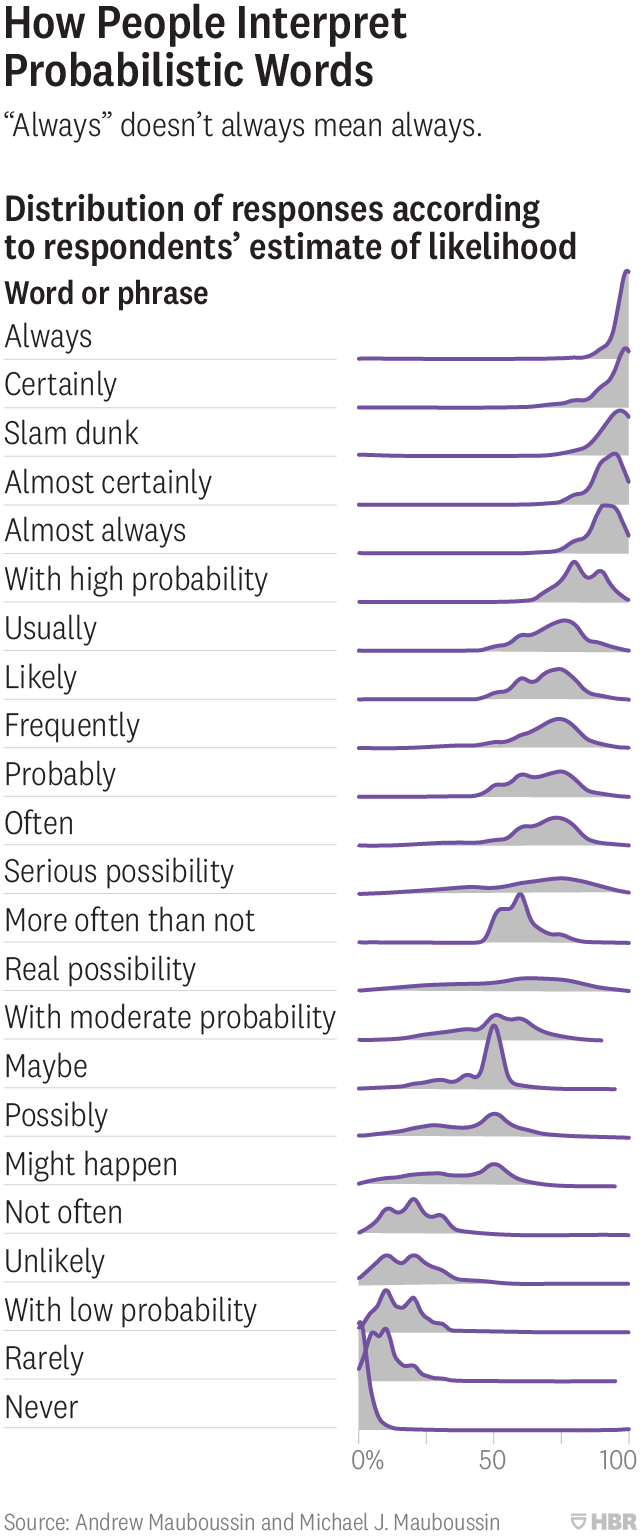 How People Interpret
Probabilistic Words
“Always” doesn’t always mean always.
Distribution of responses according
to respondents’ estimate of likelihood
Word or phrase
Always
Certainly
Slam dunk
Almost certainly
Almost always
With high probability
Usually
Likely
Frequently
Probably
Often
Serious possibility
More often than not
Real possibility
With moderate probability
Maybe
Possibly
Might happen
Not often
Unlikely
With low probability
Rarely
Never
0% 50 100
Source: Andrew Mauboussin and Michael J. Mauboussin HBR